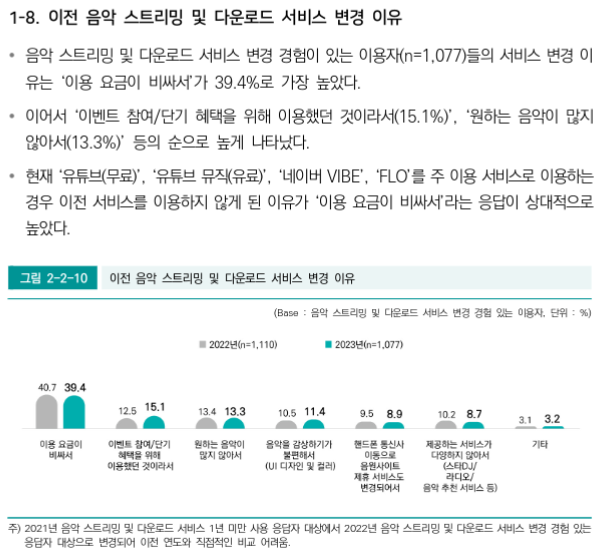 1-8. 이전 음악 스트리밍 및 다운로드 서비스 변경 이유
• 음악 스트리밍 및 다운로드 서비스 변경 경험이 있는 이용자(n=1,077)들의 서비스 변경 이
유는 ‘이용 요금이 비싸서’가 39.4%로 가장 높았다.
• 이어서 ‘이벤트 참여/단기 혜택을 위해 이용했던 것이라서(15.1%)’, ‘원하는 음악이 많지
않아서(13.3%)’ 등의 순으로 높게 나타났다.
• 현재 ‘유튜브(무료)’, ‘유튜브 뮤직(유료)’, ‘네이버 VIBE’, ‘FLO’를 주 이용 서비스로 이용하는
경우 이전 서비스를 이용하지 않게 된 이유가 ‘이용 요금이 비싸서’라는 응답이 상대적으로
높았다.
그림 2-2-10 이전 음악 스트리밍 및 다운로드 서비스 변경 이유
(Base : 음악 스트리밍 및 다운로드 서비스 변경 경험 있는 이용자, 단위 : %)
2022년(n=1,110) 2023년(n=1,077)
40.7 39.4 12.5 15.1 13.4 13.3 10.5 11.4 9.5 8.9 10.2 8.7 3.1 3.2
이용 요금이
비싸서
이벤트 참여/단기
혜택을 위해
이용했던 것이라서
원하는 음악이
많지 않아서
음악을 감상하기가
불편해서
(UI 디자인 및 컬러)
핸드폰 통신사
이동으로
음원사이트
제휴 서비스도
변경되어서
제공하는 서비스가
다양하지 않아서
(스타DJ/
라디오/
음악 추천 서비스 등)
기타
주) 2021년 음악 스트리밍 및 다운로드 서비스 1년 미만 사용 응답자 대상에서 2022년 음악 스트리밍 및 다운로드 서비스 변경 경험 있는
응답자 대상으로 변경되어 이전 연도와 직접적인 비교 어려움.